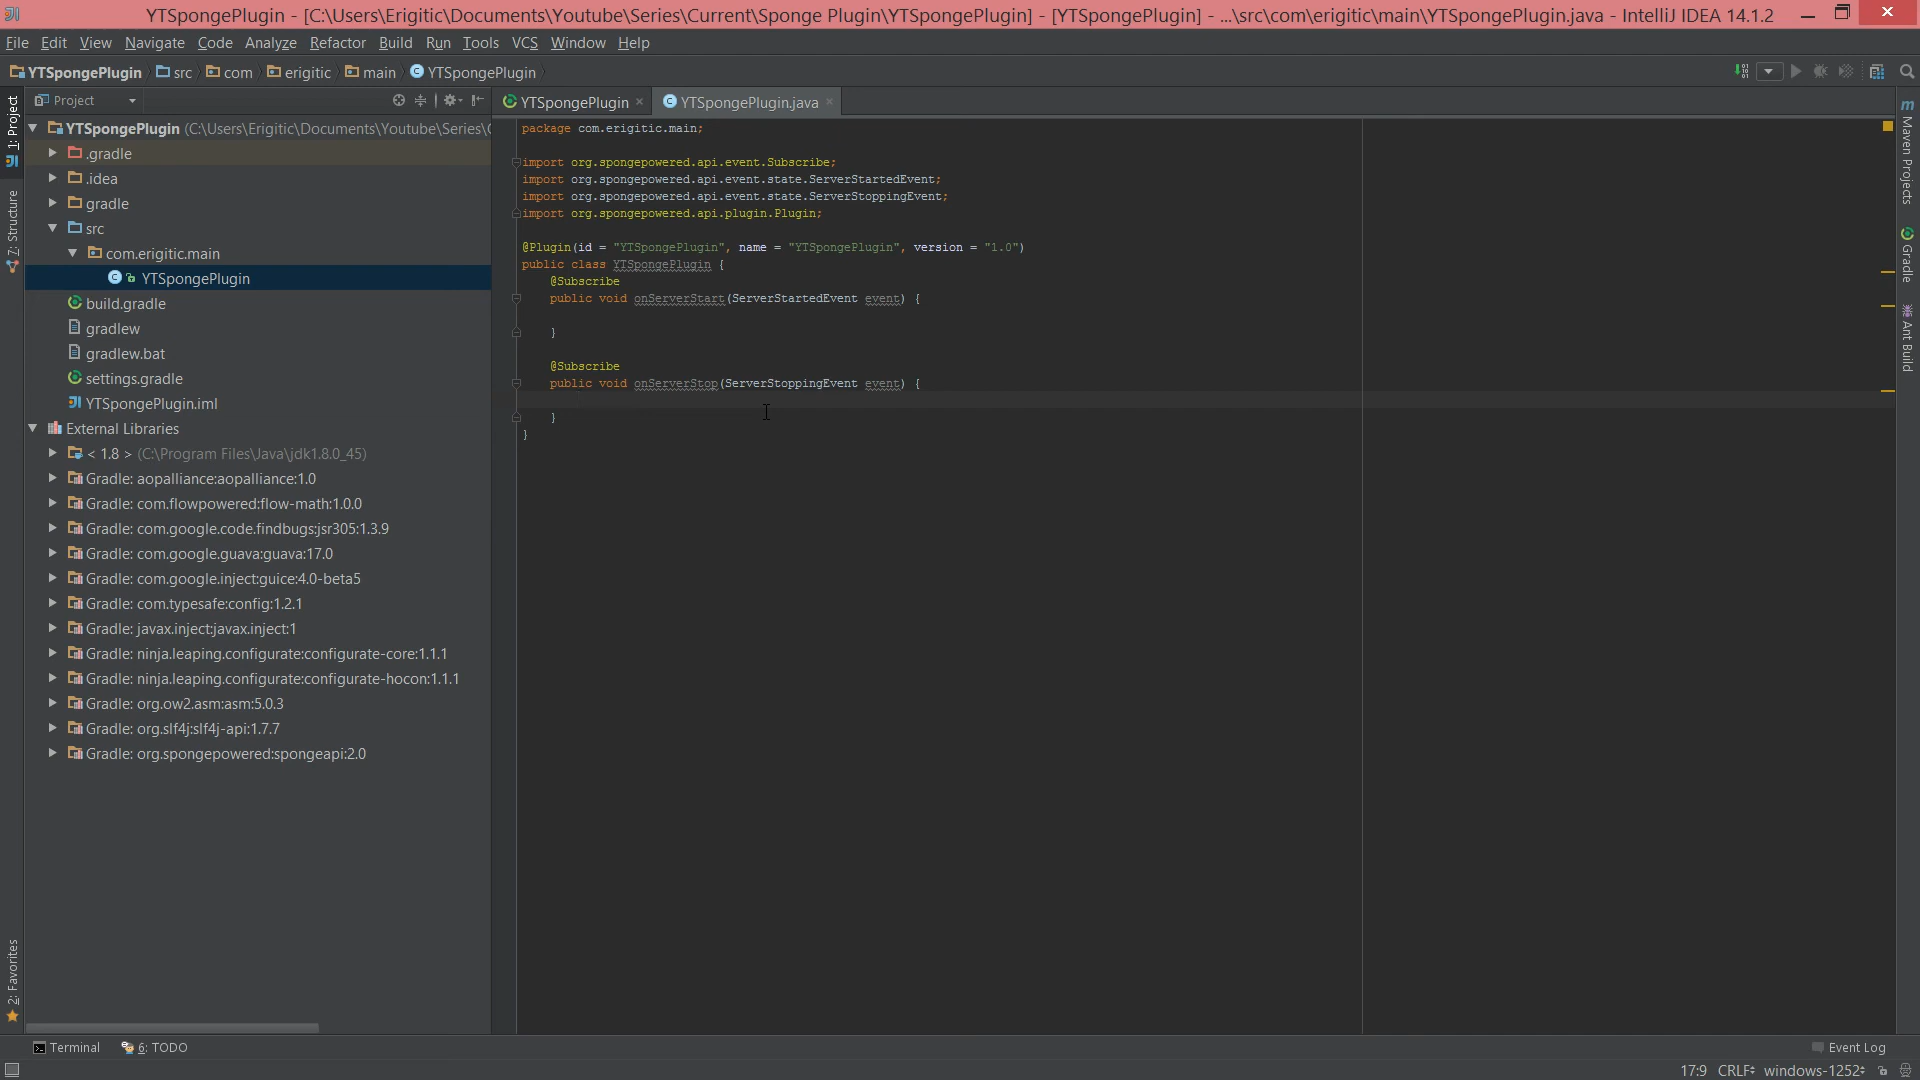 YTSpongePlugin - [C:\Users\Erigitic\Documents\Youtube\Series\Current\Sponge Plugin\YTSpongePlugin] - [YTSpongePlugin] - ...\src\com\erigitic\main\YTSpongePlugin.java - IntelliJ IDEA 14.1.2
File Edit View Navigate Code Analyze Refactor Build Run Tools VCS Window Help
YTSpongePlugin src com erigitic main YTSpongePlugin
Project
YTSpongePlugin YTSpongePlugin.java
1: Project
7: Structure
2: Favorites
YTSpongePlugin (C:\Users\Erigitic\Documents\Youtube\Series\
.gradle
.idea
gradle
src
com.erigitic.main
YTSpongePlugin
build.gradle
gradlew
gradlew.bat
settings.gradle
YTSpongePlugin.iml
External Libraries
< 1.8 > (C:\Program Files\Java\jdk1.8.0_45)
Gradle: aopalliance:aopalliance:1.0
Gradle: com.flowpowered:flow-math:1.0.0
Gradle: com.google.code.findbugs:jsr305:1.3.9
Gradle: com.google.guava:guava:17.0
Gradle: com.google.inject:guice:4.0-beta5
Gradle: com.typesafe:config:1.2.1
Gradle: javax.inject:javax.inject:1
Gradle: ninja.leaping.configurate:configurate-core:1.1.1
Gradle: ninja.leaping.configurate:configurate-hocon:1.1.1
Gradle: org.ow2.asm:asm:5.0.3
Gradle: org.slf4j:slf4j-api:1.7.7
Gradle: org.spongepowered:spongeapi:2.0
package com.erigitic.main;
import org.spongepowered.api.event.Subscribe;
import org.spongepowered.api.event.state.ServerStartedEvent;
import org.spongepowered.api.event.state.ServerStoppingEvent;
import org.spongepowered.api.plugin.Plugin;
@Plugin(id = "YTSpongePlugin", name = "YTSpongePlugin", version = "1.0")
public class YTSpongePlugin {
@Subscribe
public void onServerStart(ServerStartedEvent event) {
}
@Subscribe
public void onServerStop(ServerStoppingEvent event) {
}
}
Maven Projects
Gradle
Ant Build
Terminal 6: TODO Event Log
17:9 CRLF windows-1252